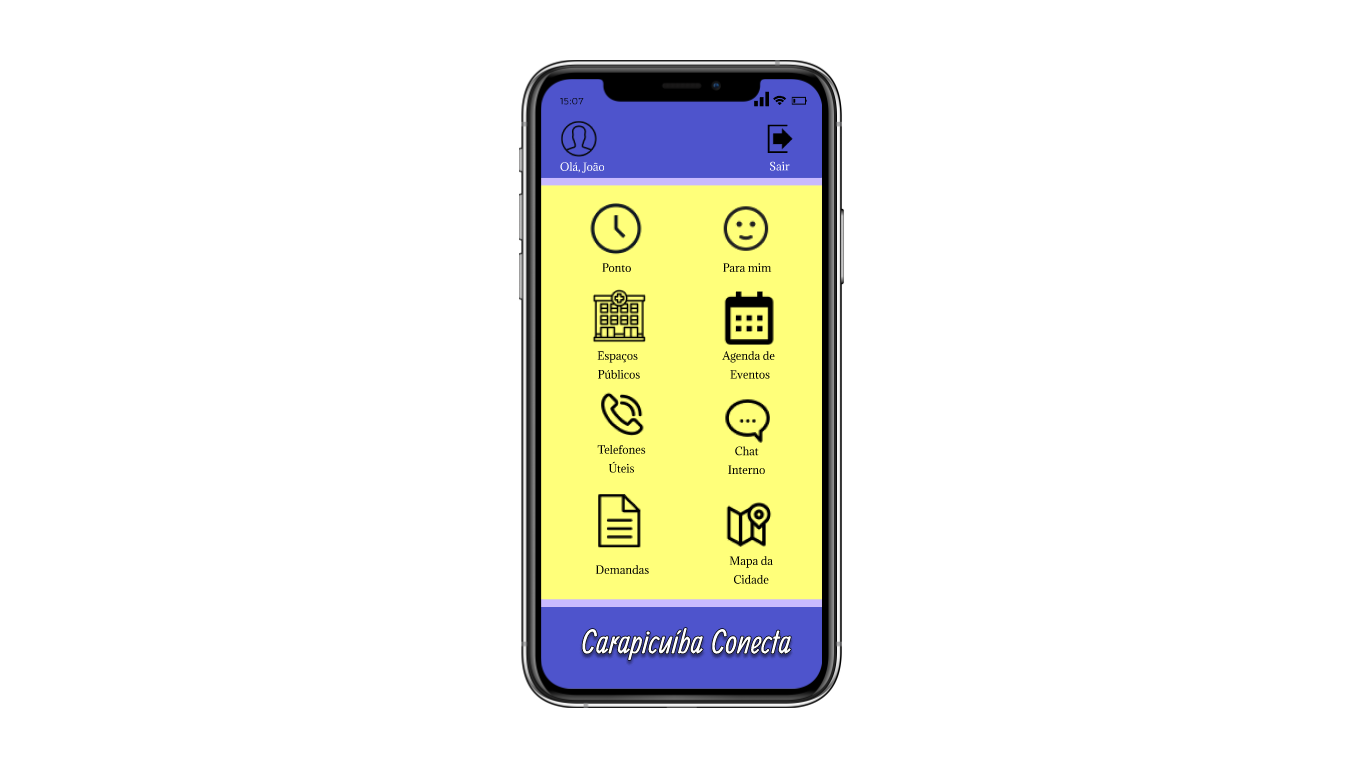 15:07
Olá, João
Sair
Ponto
Para mim
Espaços
Públicos
Agenda de
Eventos
Telefones
Úteis
Chat
Interno
Demandas
Mapa da
Cidade
Carapicuíba Conecta